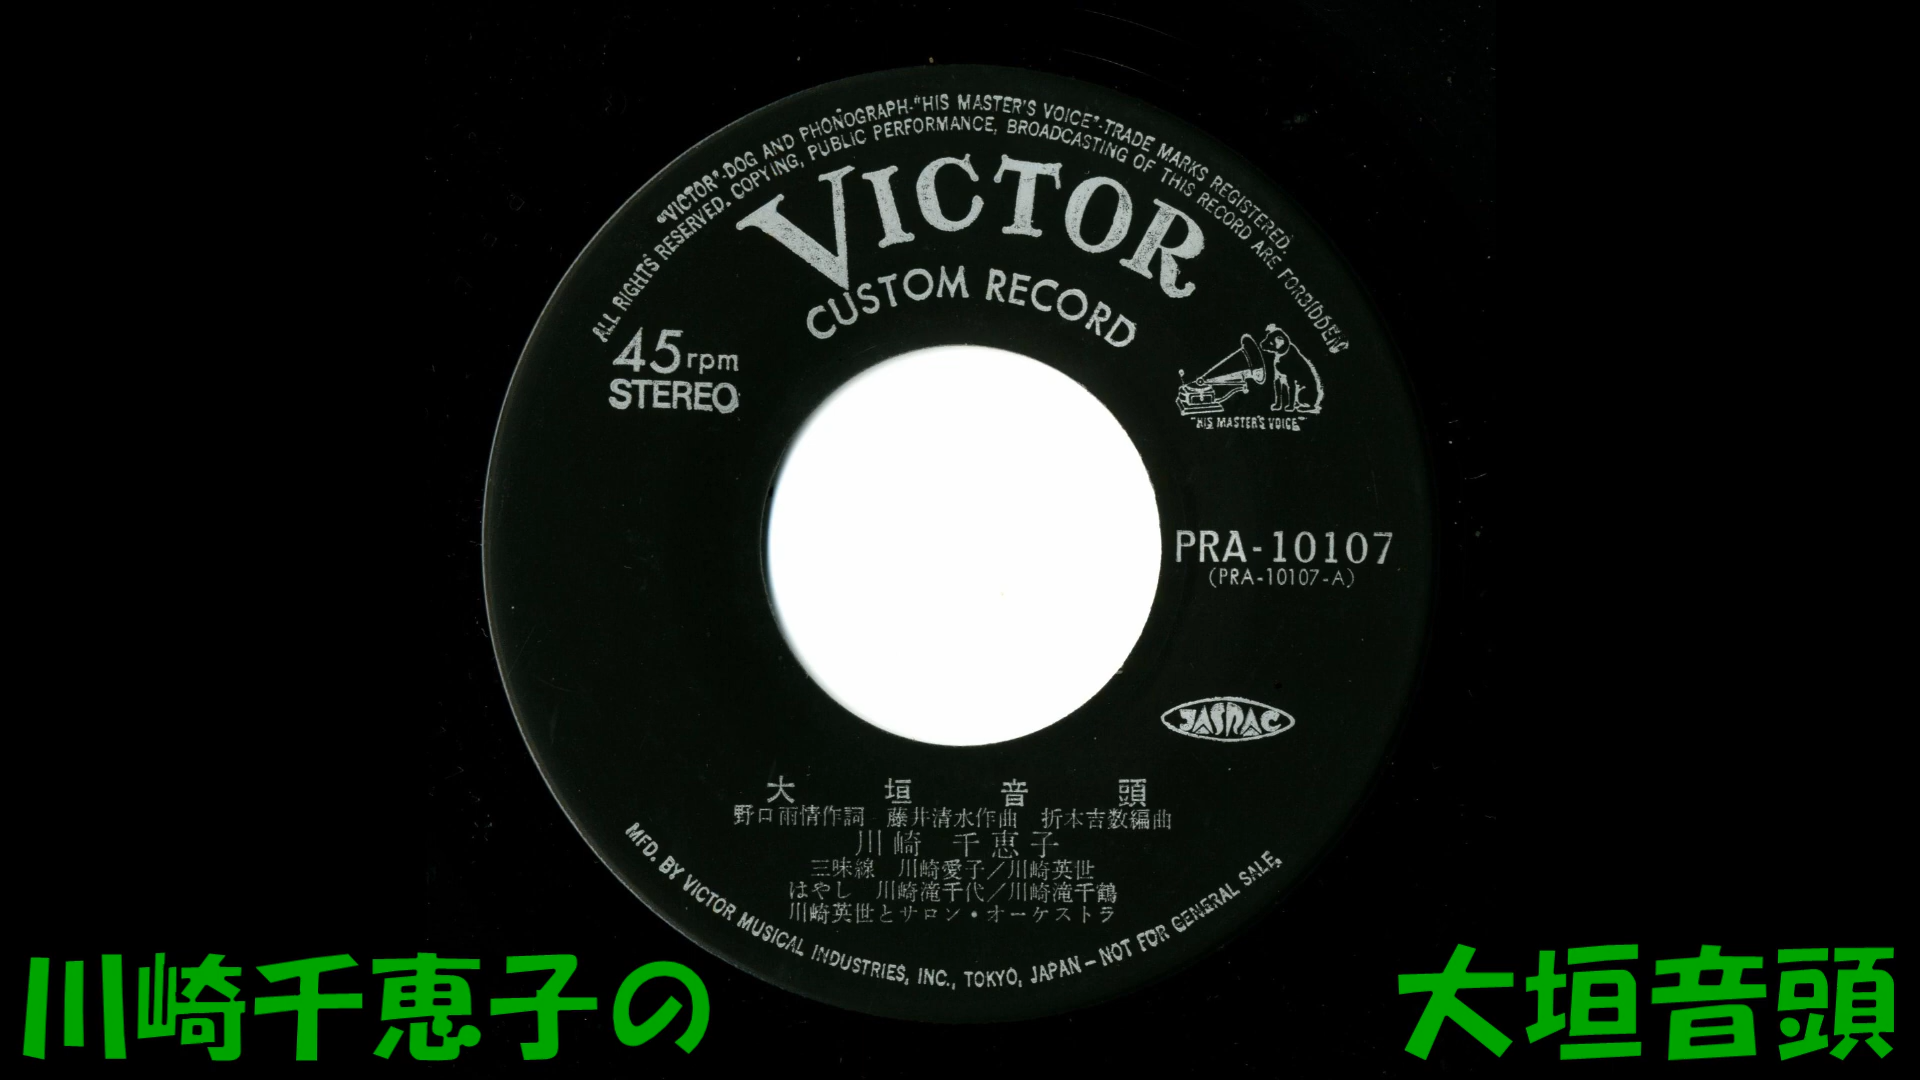 "VICTOR"-DOG AND PHONOGRAPH-"HIS MASTER'S VOICE"-TRADE MARKS REGISTERED.
ALL RIGHTS RESERVED. COPYING, PUBLIC PERFORMANCE, BROADCASTING OF THIS RECORD ARE FORBIDDEN
VICTOR
CUSTOM RECORD
45rpm
STEREO
"HIS MASTER'S VOICE"
PRA-10107
(PRA-10107-A)
JASRAC
大垣音頭
野口雨情作詞 藤井清水作曲 折本吉数編曲
川崎 千恵子
三味線 川崎愛子／川崎英世
はやし 川崎滝千代／川崎滝千鶴
川崎英世とサロン・オーケストラ
MFD. BY VICTOR MUSICAL INDUSTRIES, INC., TOKYO, JAPAN – NOT FOR GENERAL SALE.
川崎千恵子の
大垣音頭